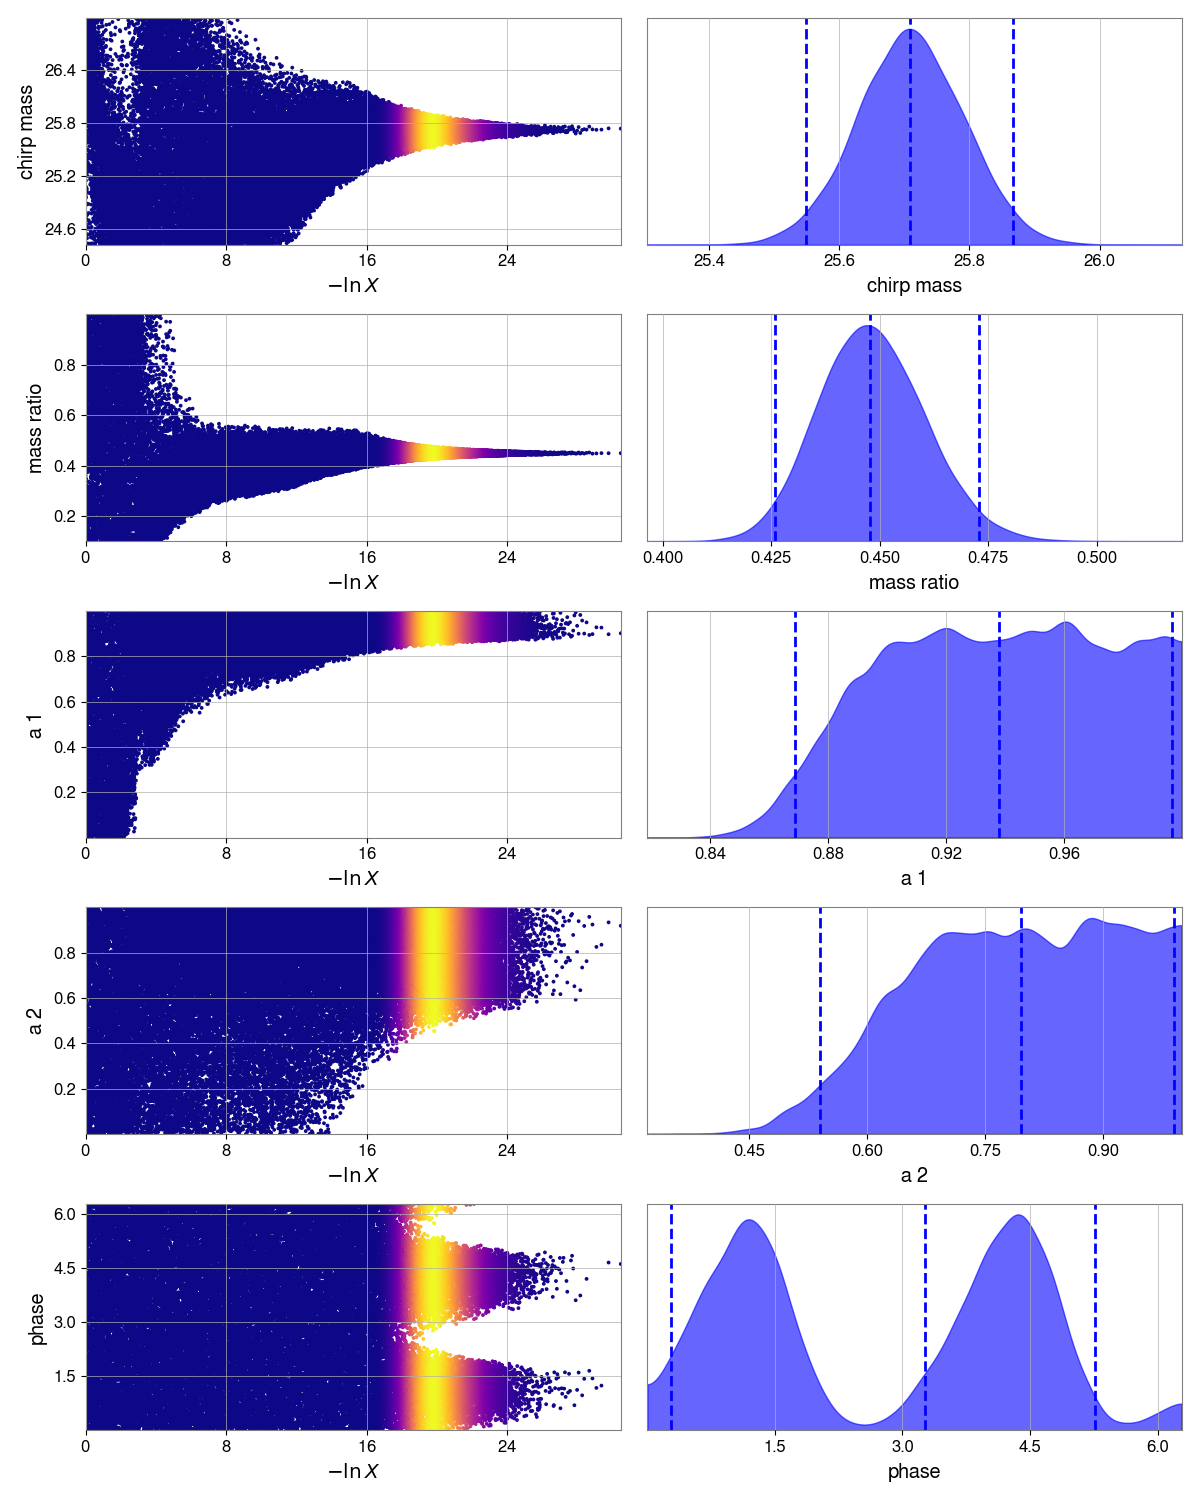 26.4
25.8
25.2
24.6
chirp mass
0 8 16 24
−ln X
25.4 25.6 25.8 26.0
chirp mass
0.8
0.6
0.4
0.2
mass ratio
0 8 16 24
−ln X
0.400 0.425 0.450 0.475 0.500
mass ratio
0.8
0.6
0.4
0.2
a 1
0 8 16 24
−ln X
0.84 0.88 0.92 0.96
a 1
0.8
0.6
0.4
0.2
a 2
0 8 16 24
−ln X
0.45 0.60 0.75 0.90
a 2
6.0
4.5
3.0
1.5
phase
0 8 16 24
−ln X
1.5 3.0 4.5 6.0
phase